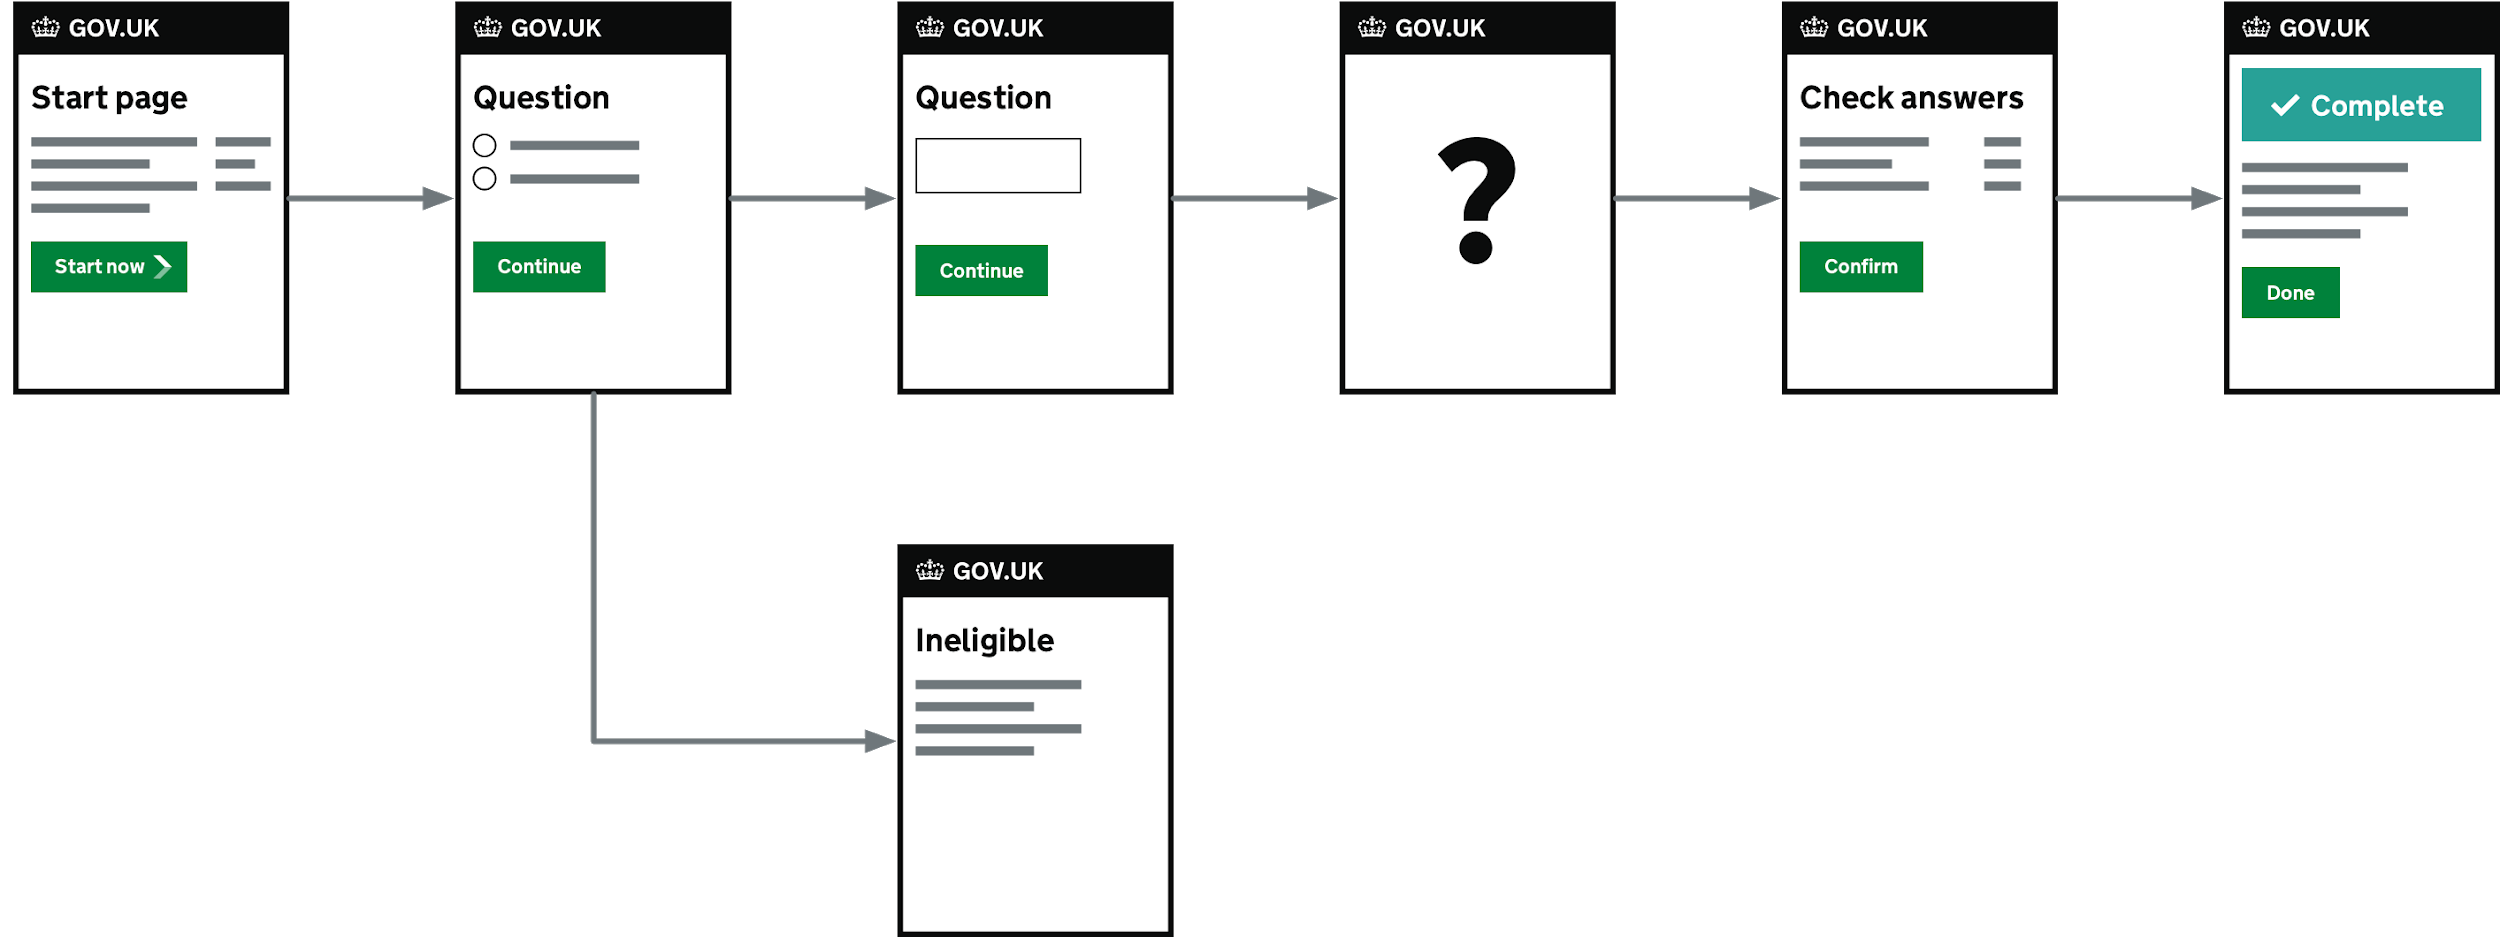 GOV.UK
Start page
Start now
GOV.UK
Question
Continue
GOV.UK
Question
Continue
GOV.UK
?
GOV.UK
Check answers
Confirm
GOV.UK
Complete
Done
GOV.UK
Ineligible